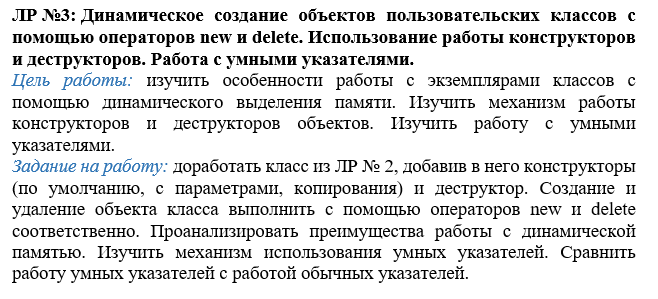 ЛР №3: Динамическое создание объектов пользовательских классов с
помощью операторов new и delete. Использование работы конструкторов
и деструкторов. Работа с умными указателями.
Цель работы: изучить особенности работы с экземплярами классов с
помощью динамического выделения памяти. Изучить механизм работы
конструкторов и деструкторов объектов. Изучить работу с умными
указателями.
Задание на работу: доработать класс из ЛР № 2, добавив в него конструкторы
(по умолчанию, с параметрами, копирования) и деструктор. Создание и
удаление объекта класса выполнить с помощью операторов new и delete
соответственно. Проанализировать преимущества работы с динамической
памятью. Изучить механизм использования умных указателей. Сравнить
работу умных указателей с работой обычных указателей.